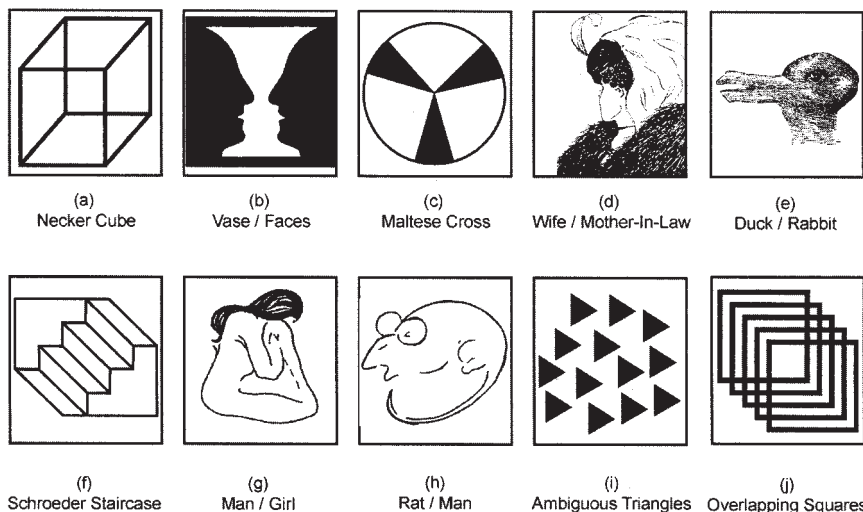 (a)
Necker Cube
(b)
Vase / Faces
(c)
Maltese Cross
(d)
Wife / Mother-In-Law
(e)
Duck / Rabbit
(f)
Schroeder Staircase
(g)
Man / Girl
(h)
Rat / Man
(i)
Ambiguous Triangles
(j)
Overlapping Squares